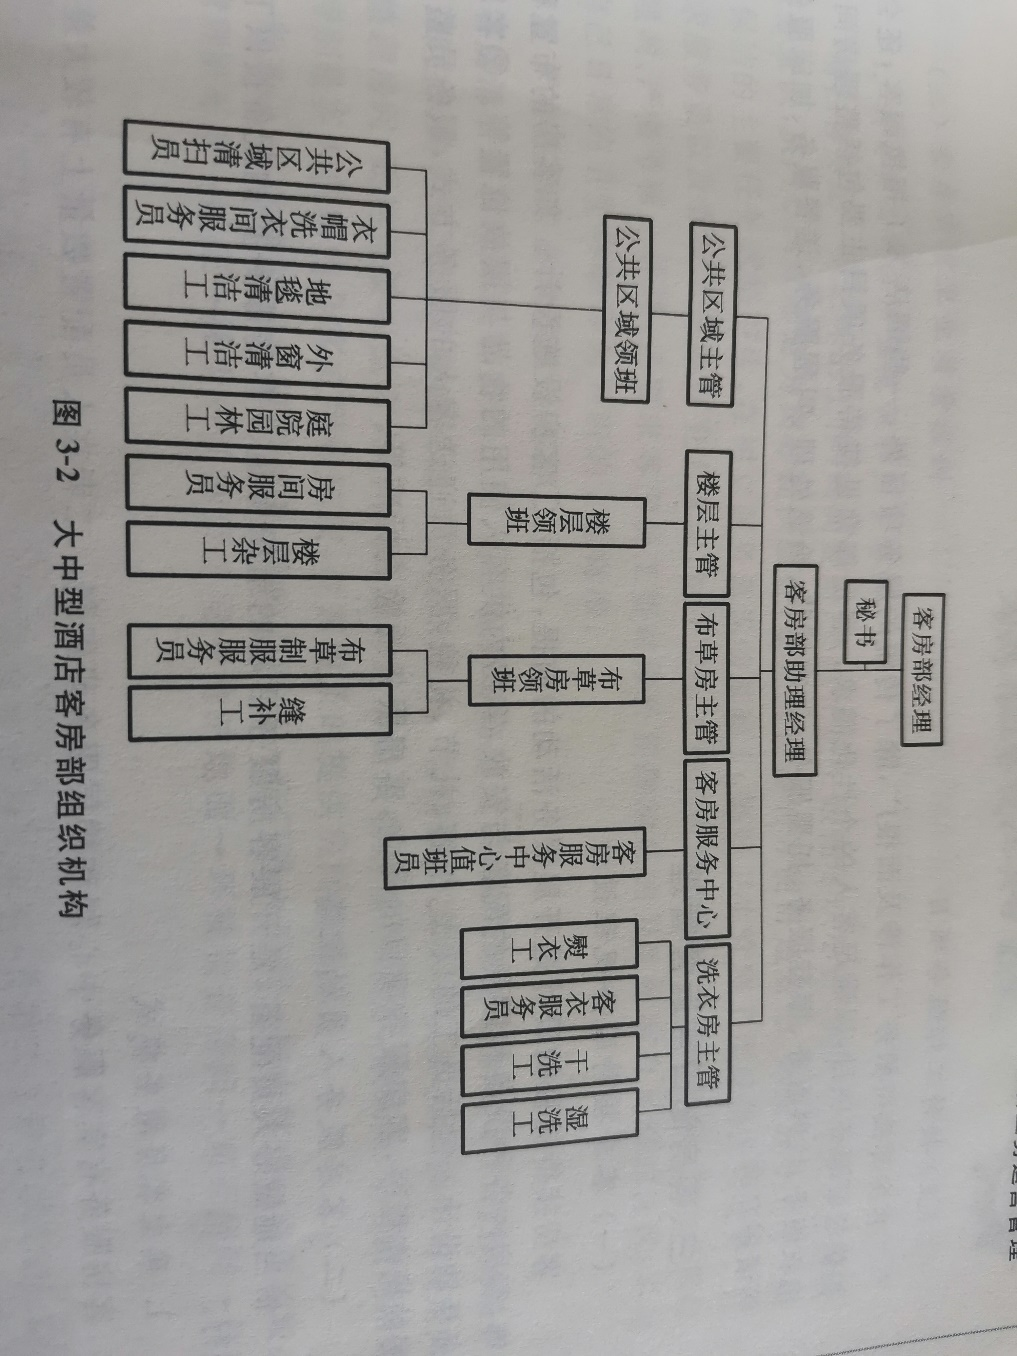 客房部经理
秘书
客房部助理经理
公共区域主管
楼层主管
布草房主管
客房服务中心
洗衣房主管
公共区域领班
楼层领班
布草房领班
客房服务中心值班员
熨衣工
客衣服务员
干洗工
湿洗工
公共区域清扫员
衣帽洗衣间服务员
地毯清洁工
外窗清洁工
庭院园林工
房间服务员
楼层杂工
布草制服服务员
缝补工
图 3-2 大中型酒店客房部组织机构